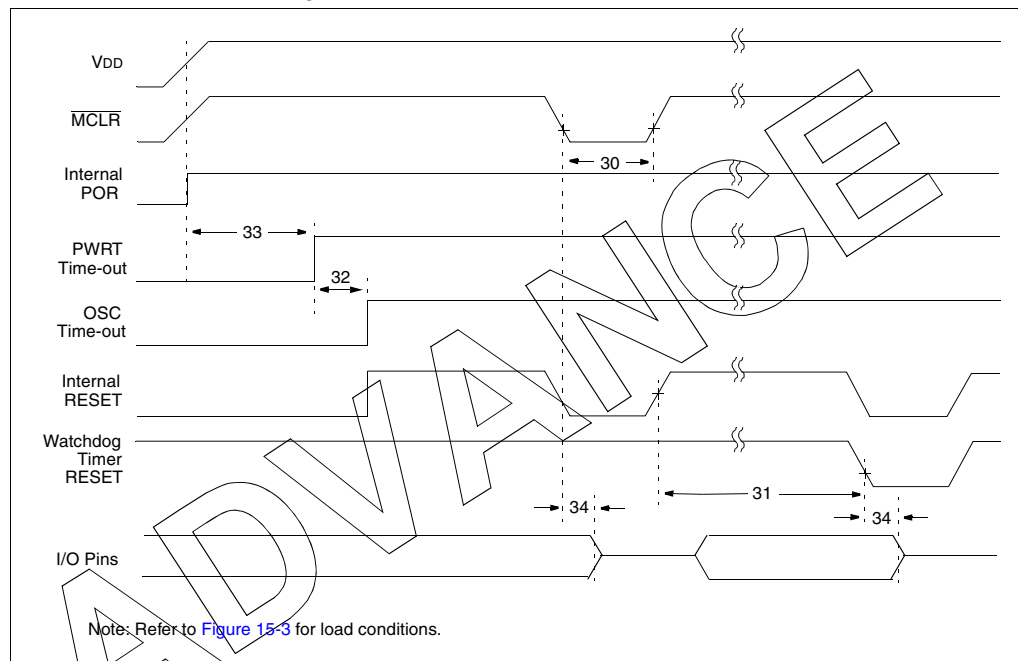 VDD
MCLR
30
Internal
POR
33
PWRT
Time-out
32
OSC
Time-out
Internal
RESET
Watchdog
Timer
RESET
31
34
34
I/O Pins
Note: Refer to Figure 15-3 for load conditions.
ADVANCE